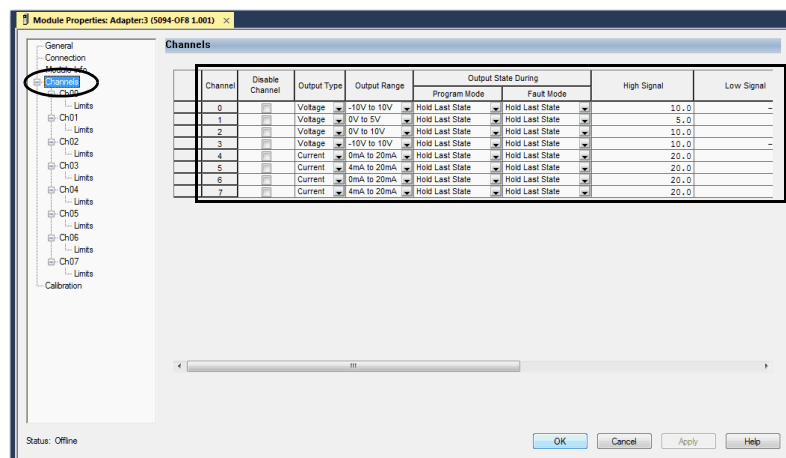 Module Properties: Adapter:3 (5094-OF8 1.001) ×
General
Connection
Module Info
Channels
Ch00
Limits
Ch01
Limits
Ch02
Limits
Ch03
Limits
Ch04
Limits
Ch05
Limits
Ch06
Limits
Ch07
Limits
Calibration
Channels
Channel Disable Channel Output Type Output Range Output State During Program Mode Fault Mode High Signal Low Signal
0 Voltage -10V to 10V Hold Last State Hold Last State 10.0 -
1 Voltage 0V to 5V Hold Last State Hold Last State 5.0
2 Voltage 0V to 10V Hold Last State Hold Last State 10.0
3 Voltage -10V to 10V Hold Last State Hold Last State 10.0 -
4 Current 0mA to 20mA Hold Last State Hold Last State 20.0
5 Current 4mA to 20mA Hold Last State Hold Last State 20.0
6 Current 0mA to 20mA Hold Last State Hold Last State 20.0
7 Current 4mA to 20mA Hold Last State Hold Last State 20.0
Status: Offline
OK Cancel Apply Help